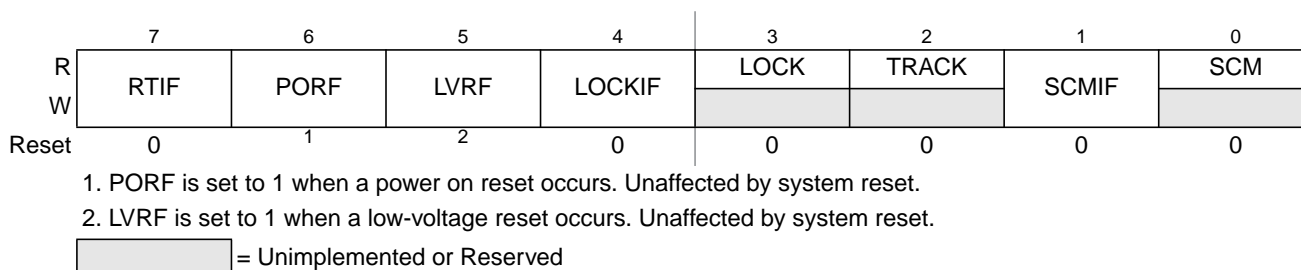 7 6 5 4 3 2 1 0
R RTIF PORF LVRF LOCKIF LOCK TRACK SCMIF SCM
W
Reset 0 1 2 0 0 0 0 0
1. PORF is set to 1 when a power on reset occurs. Unaffected by system reset.
2. LVRF is set to 1 when a low-voltage reset occurs. Unaffected by system reset.
= Unimplemented or Reserved